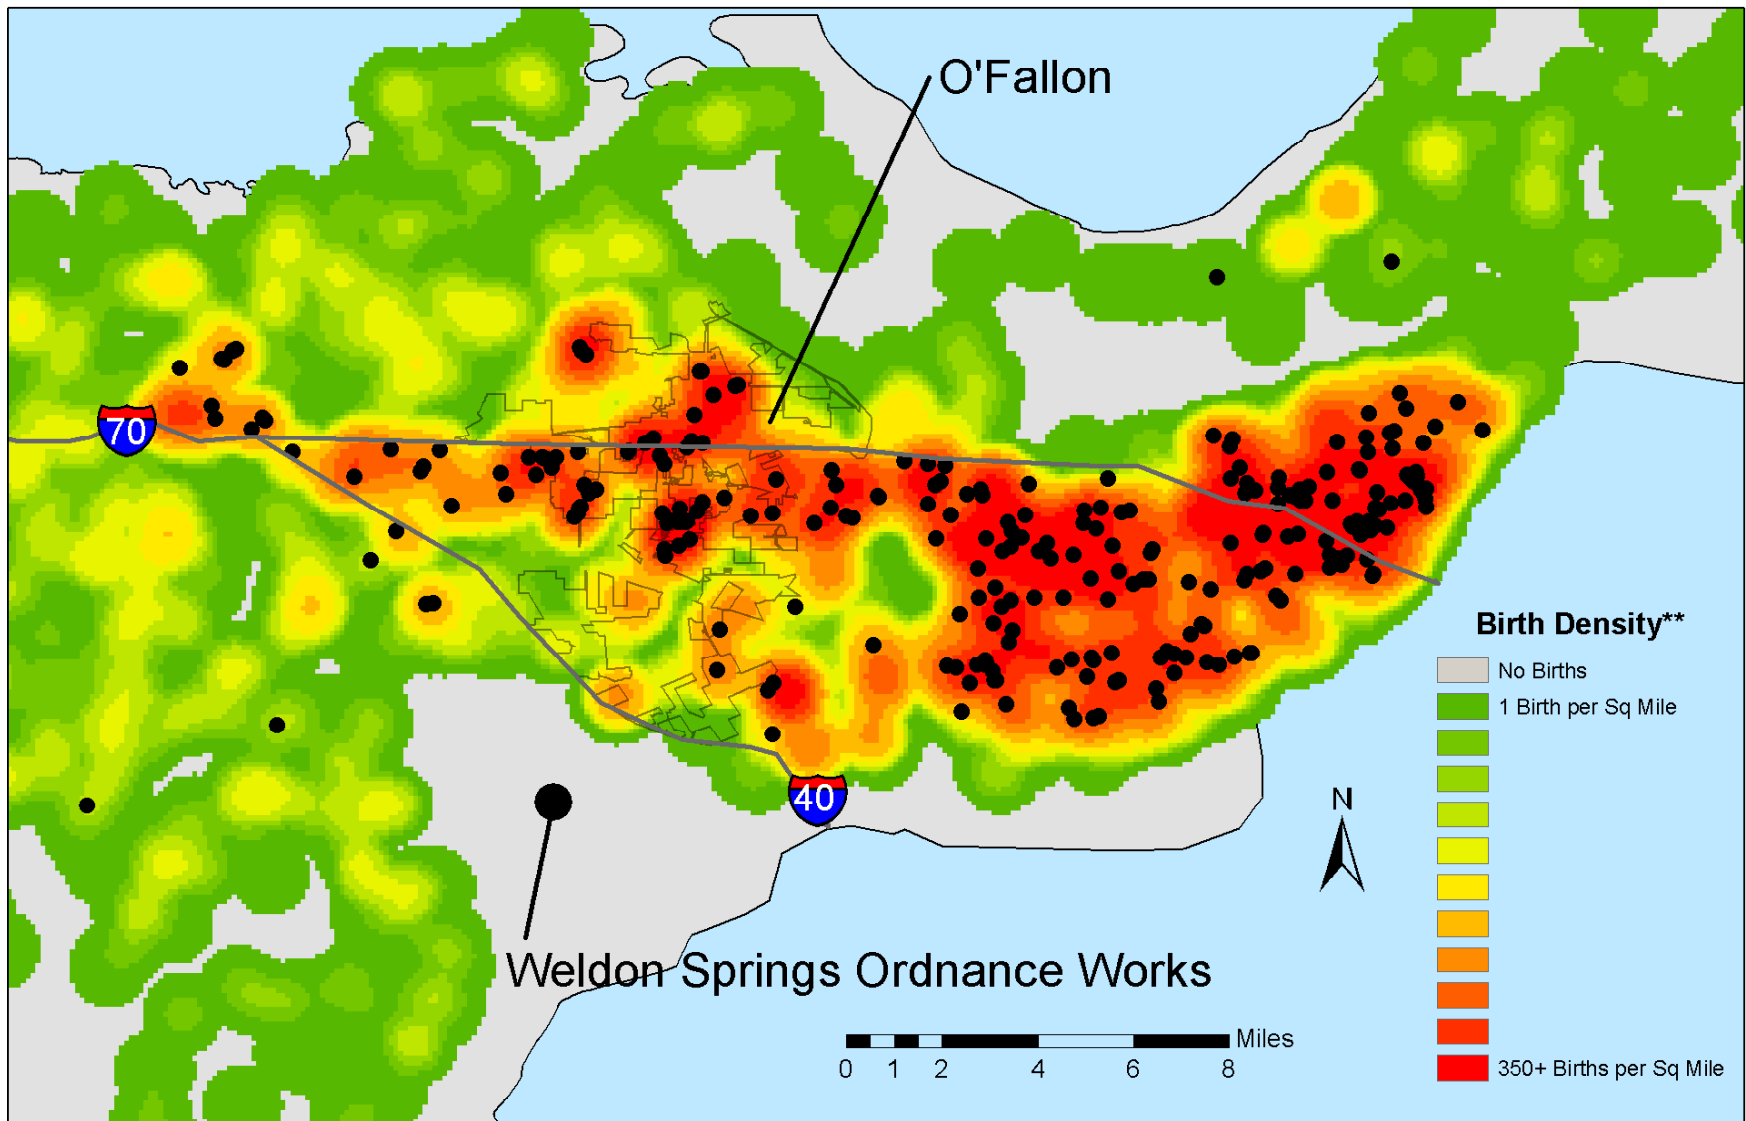 O'Fallon
70
Birth Density**
No Births
1 Birth per Sq Mile
40
N
Weldon Springs Ordnance Works
Miles
0 1 2 4 6 8
350+ Births per Sq Mile